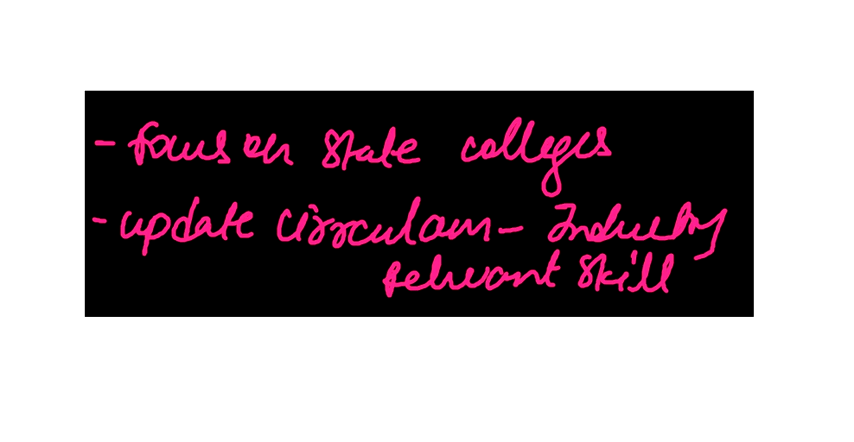 - focus on state colleges
- update cirrculam - Industry
relevant skill